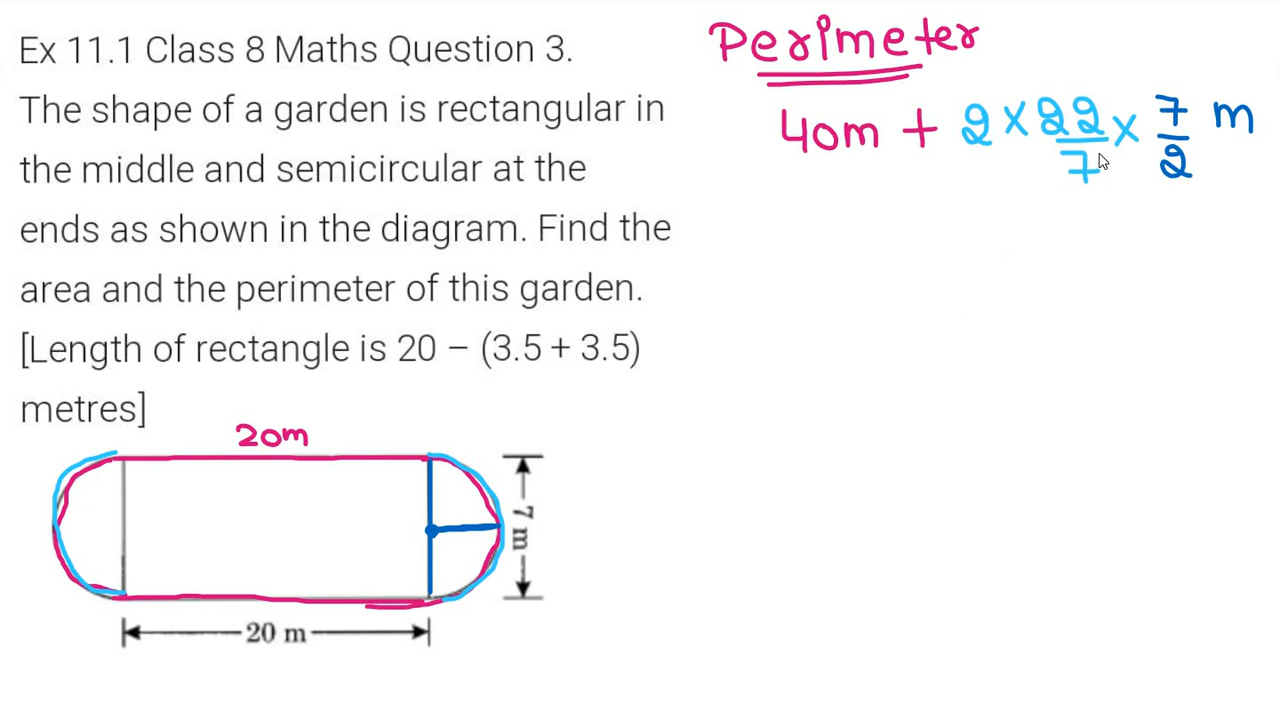 Ex 11.1 Class 8 Maths Question 3.
The shape of a garden is rectangular in
the middle and semicircular at the
ends as shown in the diagram. Find the
area and the perimeter of this garden.
[Length of rectangle is 20 – (3.5 + 3.5)
metres]
20m
7 m
20 m
Perimeter
40m + 2 × 22/7 × 7/2 m